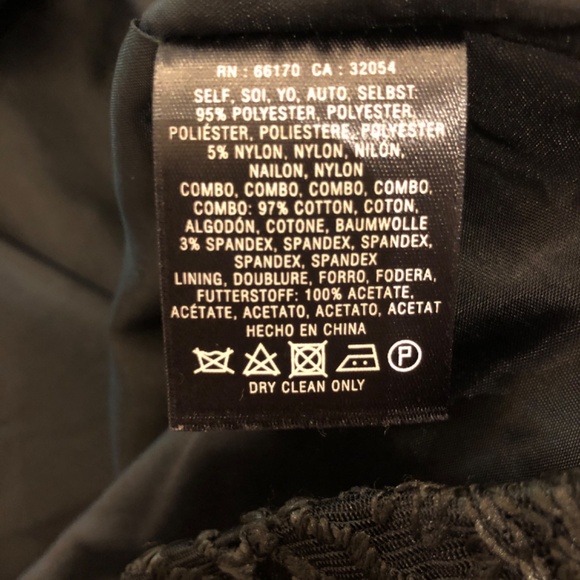 RN : 66170 CA : 32054
SELF, SOI, YO, AUTO, SELBST:
95% POLYESTER, POLYESTER,
POLIÉSTER, POLIESTERE, POLYESTER
5% NYLON, NYLON, NILÓN,
NAILON, NYLON
COMBO, COMBO, COMBO, COMBO,
COMBO: 97% COTTON, COTON,
ALGODÓN, COTONE, BAUMWOLLE
3% SPANDEX, SPANDEX, SPANDEX,
SPANDEX, SPANDEX
LINING, DOUBLURE, FORRO, FODERA,
FUTTERSTOFF: 100% ACETATE,
ACÉTATE, ACETATO, ACETATO, ACETAT
HECHO EN CHINA
P
DRY CLEAN ONLY